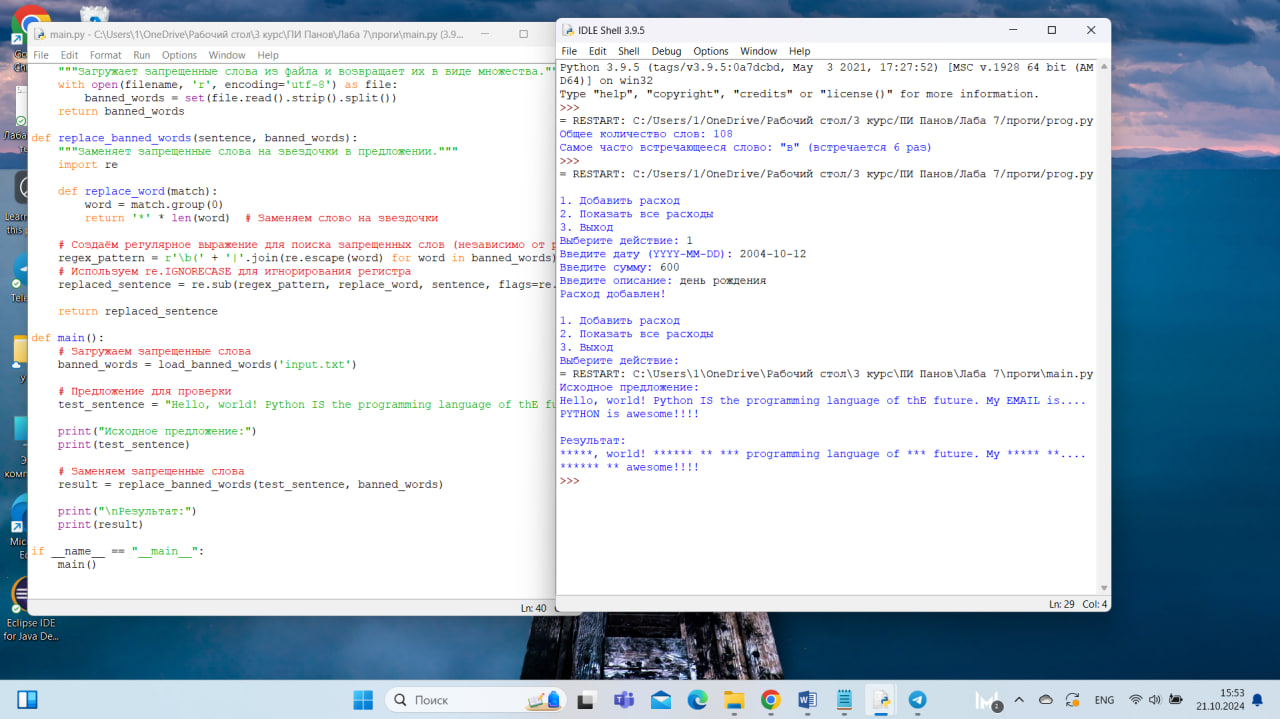 main.py - C:\Users\1\OneDrive\Рабочий стол\3 курс\ПИ Панов\Лаба 7\проги\main.py (3.9...
File Edit Format Run Options Window Help
"""Загружает запрещенные слова из файла и возвращает их в виде множества."""
with open(filename, 'r', encoding='utf-8') as file:
banned_words = set(file.read().strip().split())
return banned_words
def replace_banned_words(sentence, banned_words):
"""Заменяет запрещенные слова на звездочки в предложении."""
import re
def replace_word(match):
word = match.group(0)
return '*' * len(word) # Заменяем слово на звездочки
# Создаём регулярное выражение для поиска запрещенных слов (независимо от р
regex_pattern = r'\b(' + '|'.join(re.escape(word) for word in banned_words)
# Используем re.IGNORECASE для игнорирования регистра
replaced_sentence = re.sub(regex_pattern, replace_word, sentence, flags=re.
return replaced_sentence
def main():
# Загружаем запрещенные слова
banned_words = load_banned_words('input.txt')
# Предложение для проверки
test_sentence = "Hello, world! Python IS the programming language of thE fu
print("Исходное предложение:")
print(test_sentence)
# Заменяем запрещенные слова
result = replace_banned_words(test_sentence, banned_words)
print("\nРезультат:")
print(result)
if __name__ == "__main__":
main()
Ln: 40
IDLE Shell 3.9.5
File Edit Shell Debug Options Window Help
Python 3.9.5 (tags/v3.9.5:0a7dcbd, May 3 2021, 17:27:52) [MSC v.1928 64 bit (AM
D64)] on win32
Type "help", "copyright", "credits" or "license()" for more information.
>>>
= RESTART: C:/Users/1/OneDrive/Рабочий стол/3 курс/ПИ Панов/Лаба 7/проги/prog.py
Общее количество слов: 108
Самое часто встречающееся слово: "в" (встречается 6 раз)
>>>
= RESTART: C:/Users/1/OneDrive/Рабочий стол/3 курс/ПИ Панов/Лаба 7/проги/prog.py
1. Добавить расход
2. Показать все расходы
3. Выход
Выберите действие: 1
Введите дату (YYYY-MM-DD): 2004-10-12
Введите сумму: 600
Введите описание: день рождения
Расход добавлен!
1. Добавить расход
2. Показать все расходы
3. Выход
Выберите действие:
= RESTART: C:\Users\1\OneDrive\Рабочий стол\3 курс\ПИ Панов\Лаба 7\проги\main.py
Исходное предложение:
Hello, world! Python IS the programming language of thE future. My EMAIL is....
PYTHON is awesome!!!!
Результат:
*****, world! ****** ** *** programming language of *** future. My ***** **....
****** ** awesome!!!!
>>>
Ln: 29 Col: 4
Eclipse IDE
for Java De...
Поиск
ENG
15:53
21.10.2024